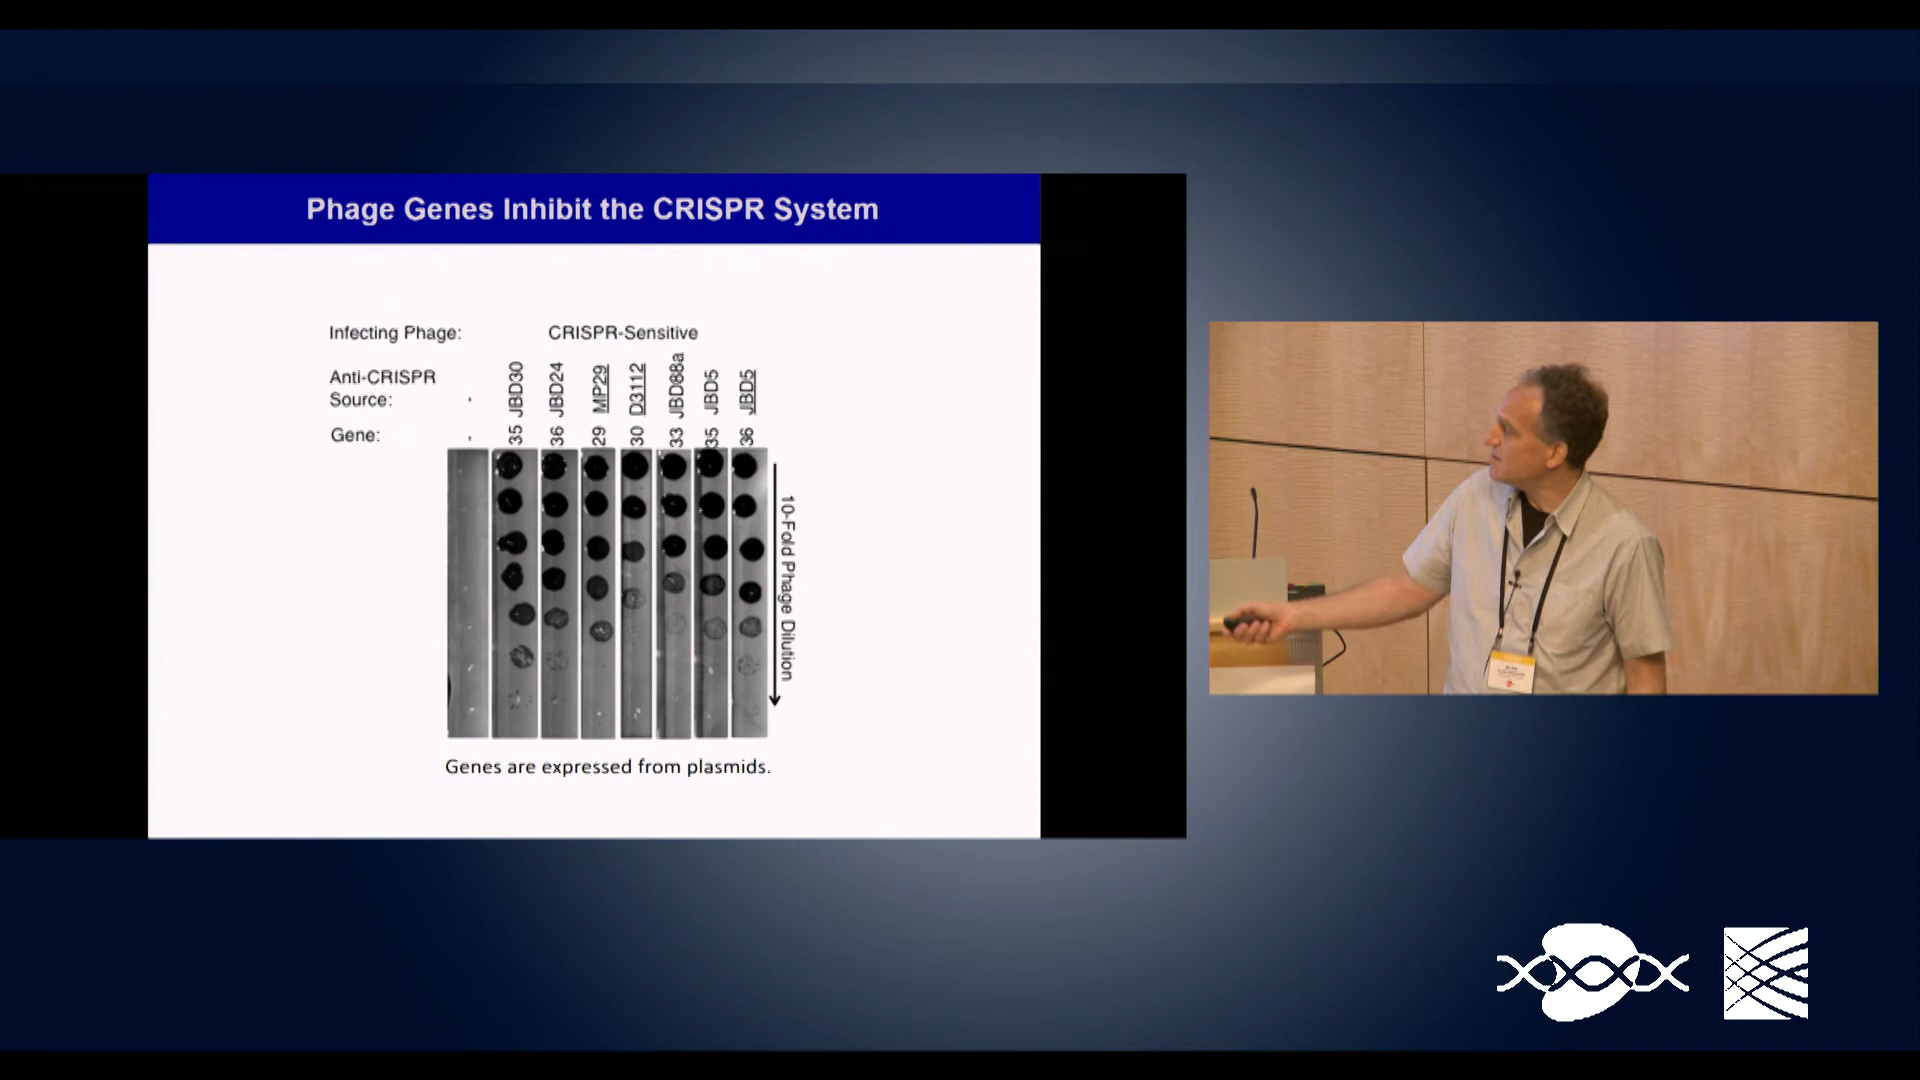 Phage Genes Inhibit the CRISPR System
Infecting Phage: CRISPR-Sensitive
Anti-CRISPR
Source: - JBD30 JBD24 MP29 D3112 JBD88a JBD5 JBD5
Gene: - 35 36 29 30 33 35 36
10-Fold Phage Dilution
Genes are expressed from plasmids.